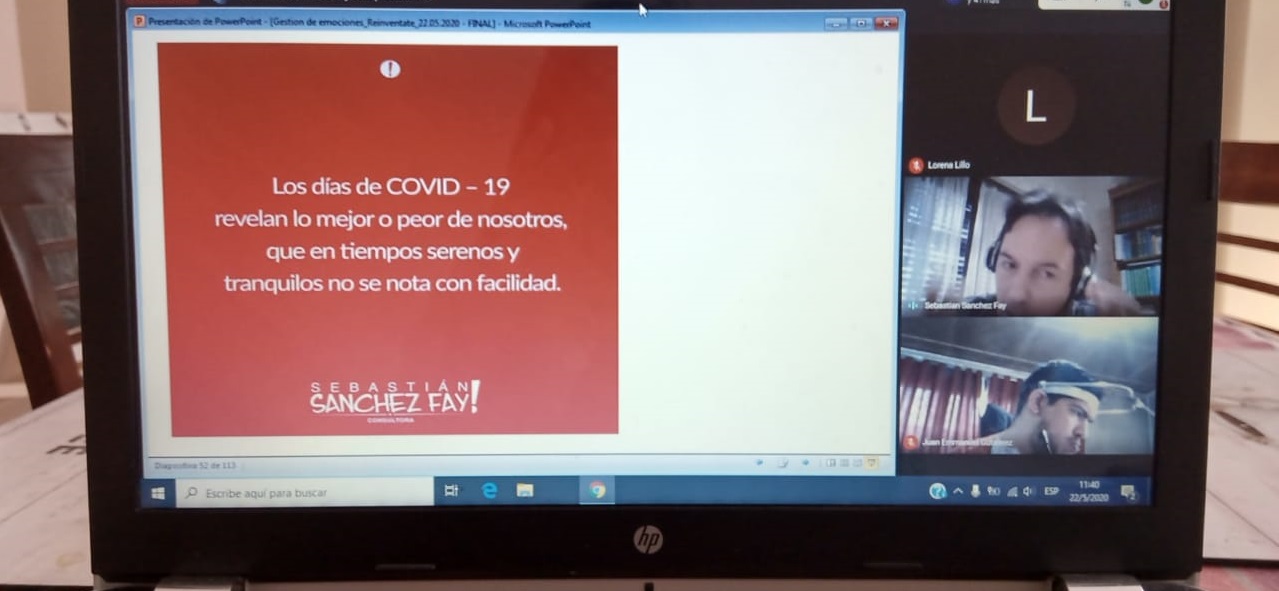 Presentación de PowerPoint - [Gestion de emociones_Reinventate_22.05.2020 - FINAL] - Microsoft PowerPoint
Los días de COVID – 19
revelan lo mejor o peor de nosotros,
que en tiempos serenos y
tranquilos no se nota con facilidad.
SEBASTIÁN
SANCHEZ FAY!
CONSULTORA
Diapositiva 52 de 113
L
Lorena Lillo
Sebastian Sanchez Fay
Juan Emmanuel
Escribe aquí para buscar
ESP
11:40
22/5/2020
hp